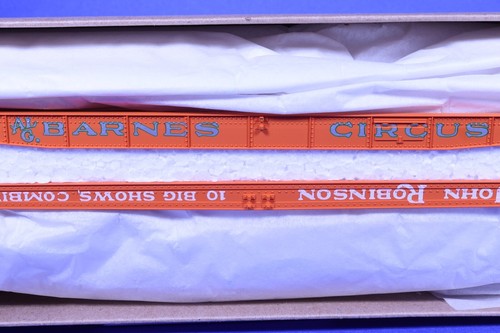 AL G. BARNES CIRCUS
JOHN ROBINSON 10 BIG SHOWS, COMBI